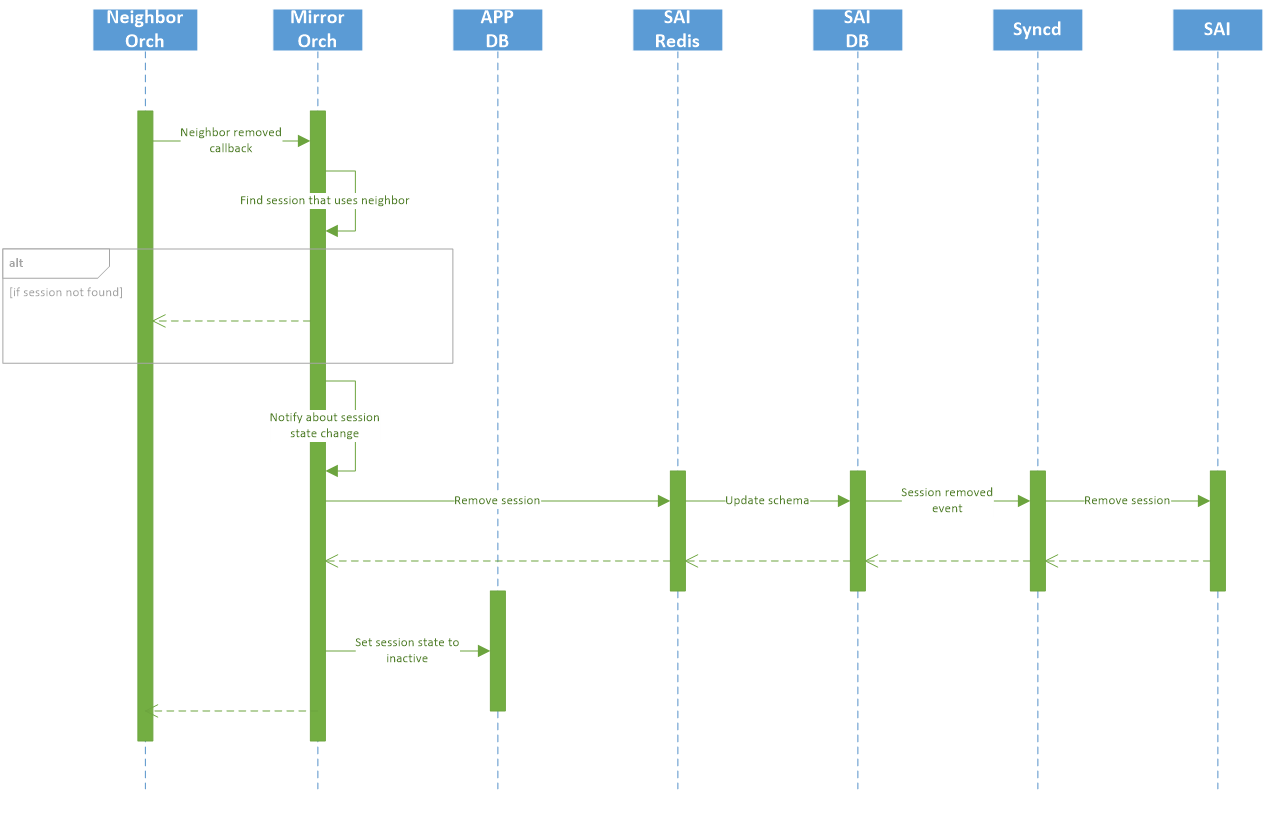 Neighbor
Orch
Mirror
Orch
APP
DB
SAI
Redis
SAI
DB
Syncd
SAI
Neighbor removed
callback
Find session that uses neighbor
alt
[if session not found]
Notify about session
state change
Remove session
Update schema
Session removed
event
Remove session
Set session state to
inactive